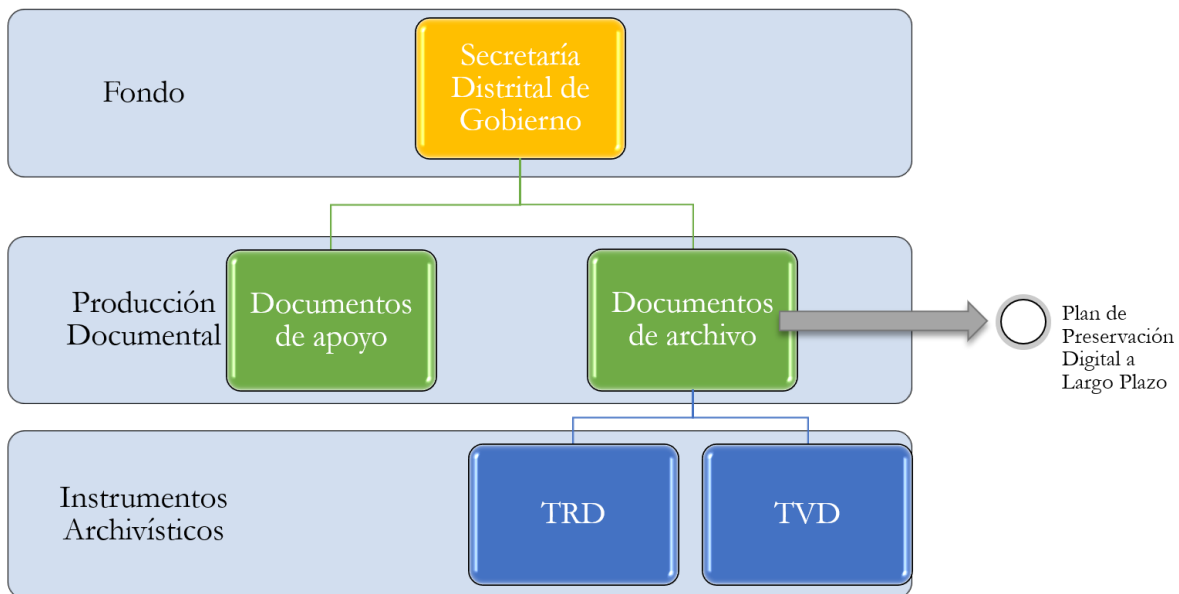 Fondo
Secretaría
Distrital de
Gobierno
Producción
Documental
Documentos
de apoyo
Documentos
de archivo
Plan de
Preservación
Digital a
Largo Plazo
Instrumentos
Archivísticos
TRD
TVD